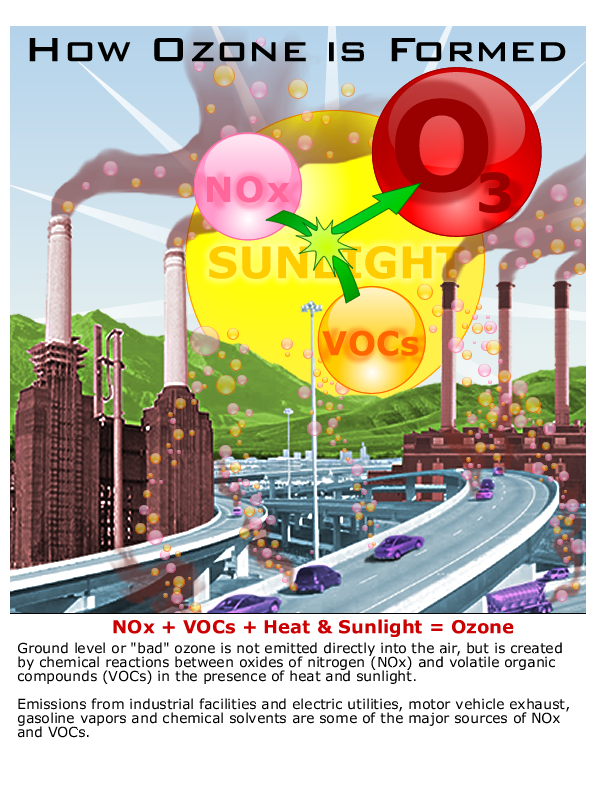 How Ozone is Formed
NOx
O3
SUNLIGHT
VOCs
NOx + VOCs + Heat & Sunlight = Ozone
Ground level or "bad" ozone is not emitted directly into the air, but is created
by chemical reactions between oxides of nitrogen (NOx) and volatile organic
compounds (VOCs) in the presence of heat and sunlight.
Emissions from industrial facilities and electric utilities, motor vehicle exhaust,
gasoline vapors and chemical solvents are some of the major sources of NOx
and VOCs.